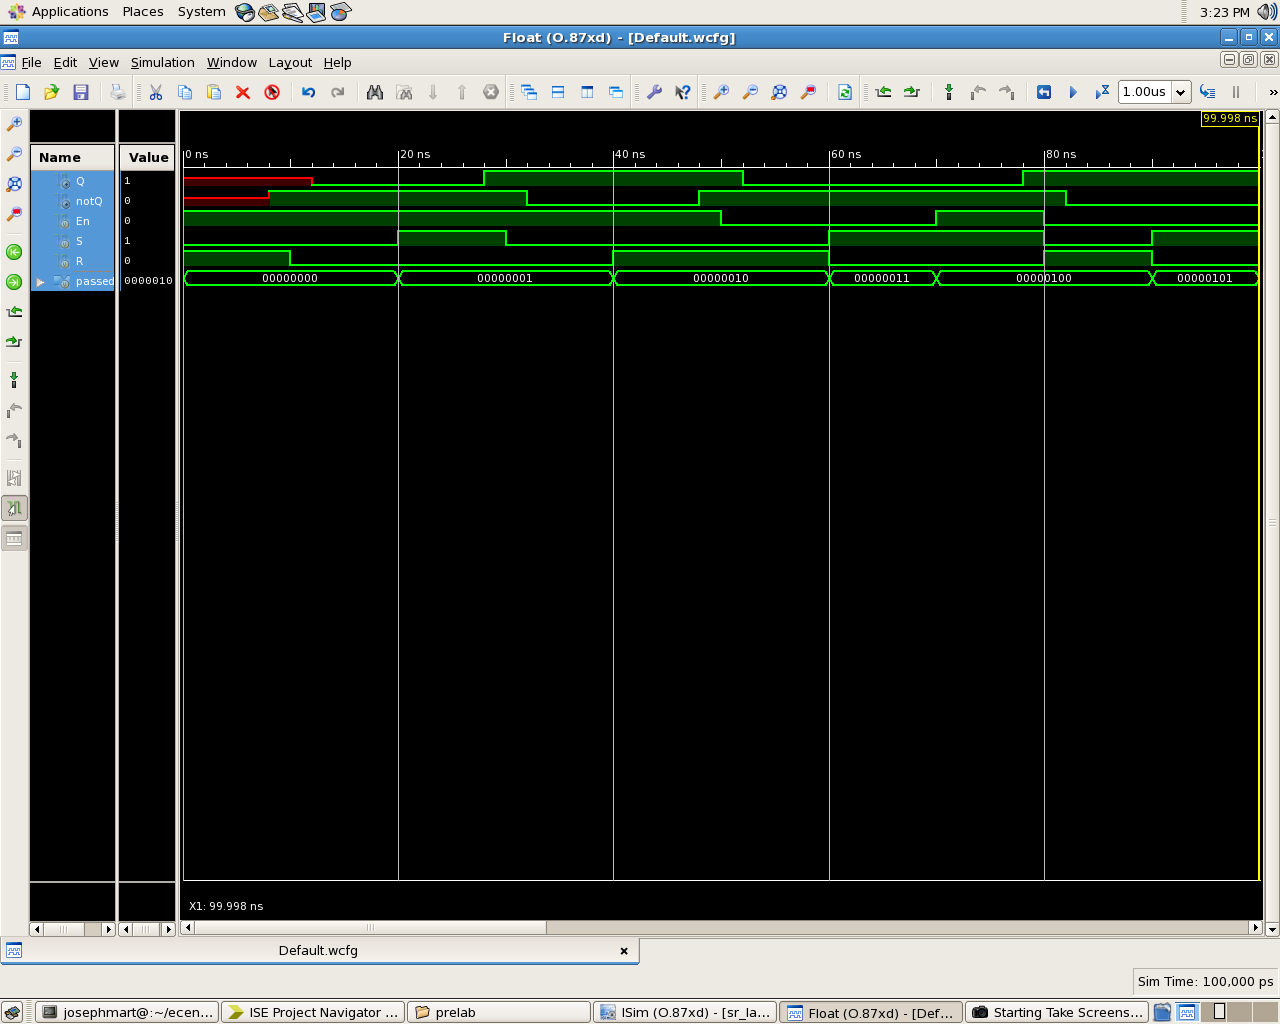 Applications Places System 3:23 PM
Float (O.87xd) - [Default.wcfg]
File Edit View Simulation Window Layout Help
1.00us »
99.998 ns
Name Value
0 ns 20 ns 40 ns 60 ns 80 ns
Q 1
notQ 0
En 0
S 1
R 0
passed 0000010 00000000 00000001 00000010 00000011 00000100 00000101
X1: 99.998 ns
Default.wcfg
Sim Time: 100,000 ps
josephmart@:~/ecen... ISE Project Navigator ... prelab ISim (O.87xd) - [sr_la... Float (O.87xd) - [Def... Starting Take Screens...